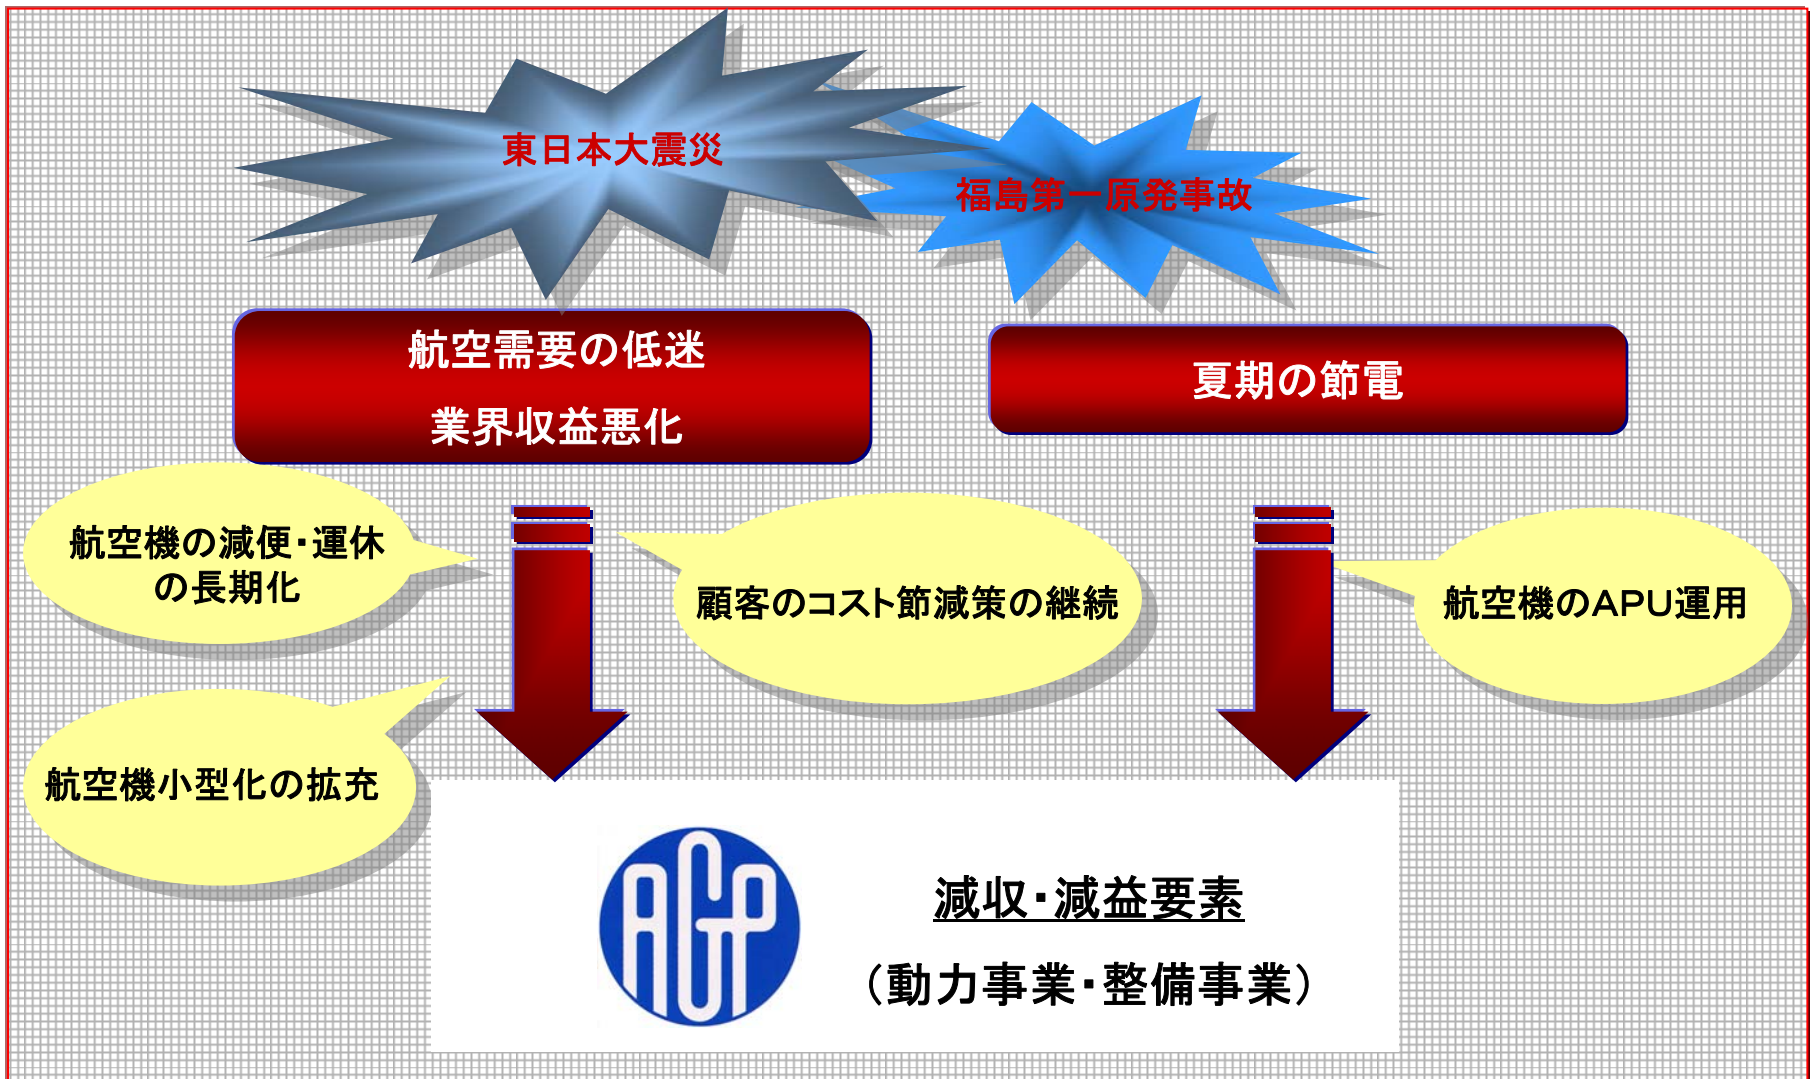 東日本大震災
福島第一原発事故
航空需要の低迷
業界収益悪化
夏期の節電
航空機の減便・運休
の長期化
顧客のコスト節減策の継続
航空機のAPU運用
航空機小型化の拡充
AGP
減収・減益要素
（動力事業・整備事業）